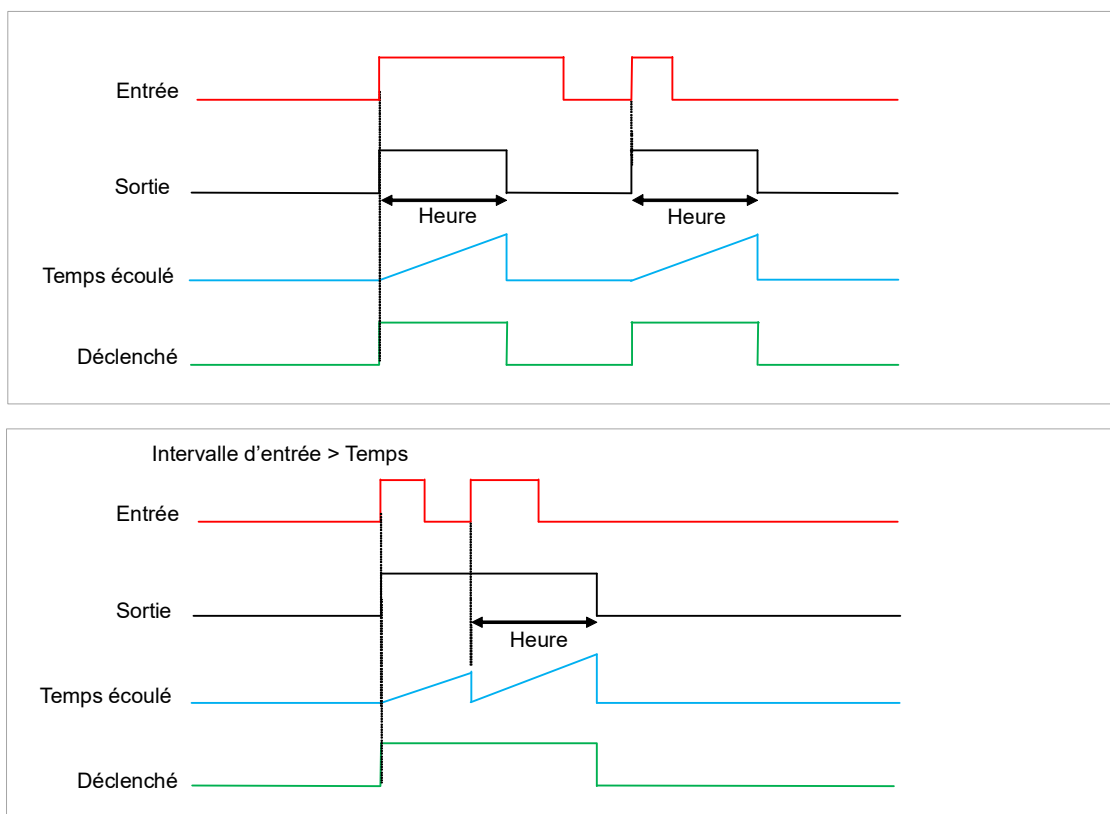 Entrée
Sortie
Heure
Heure
Temps écoulé
Déclenché
Intervalle d’entrée > Temps
Entrée
Sortie
Heure
Temps écoulé
Déclenché